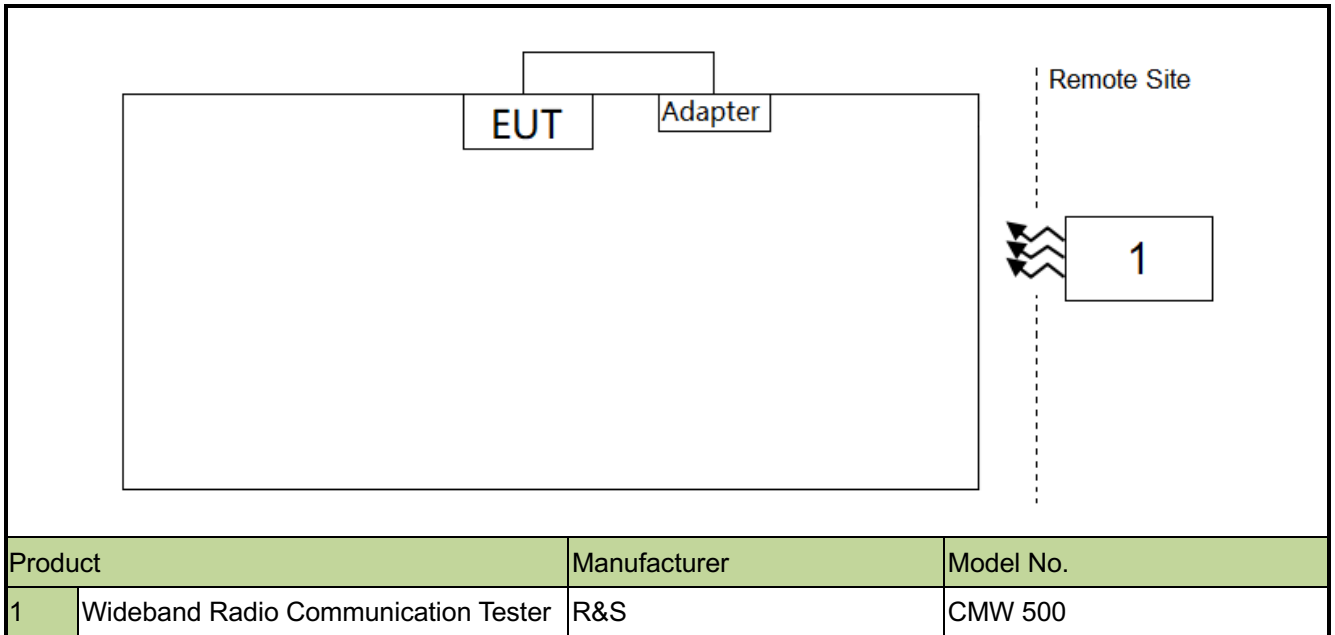 Remote Site
EUT
Adapter
1
Product Manufacturer Model No.
1 Wideband Radio Communication Tester R&S CMW 500